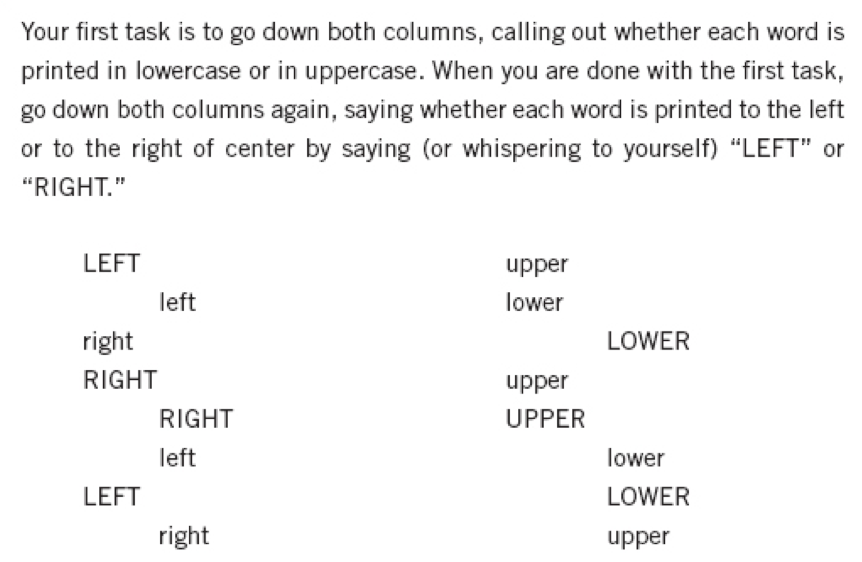 Your first task is to go down both columns, calling out whether each word is
printed in lowercase or in uppercase. When you are done with the first task,
go down both columns again, saying whether each word is printed to the left
or to the right of center by saying (or whispering to yourself) “LEFT” or
“RIGHT.”
LEFT
left
right
RIGHT
RIGHT
left
LEFT
right
upper
lower
LOWER
upper
UPPER
lower
LOWER
upper